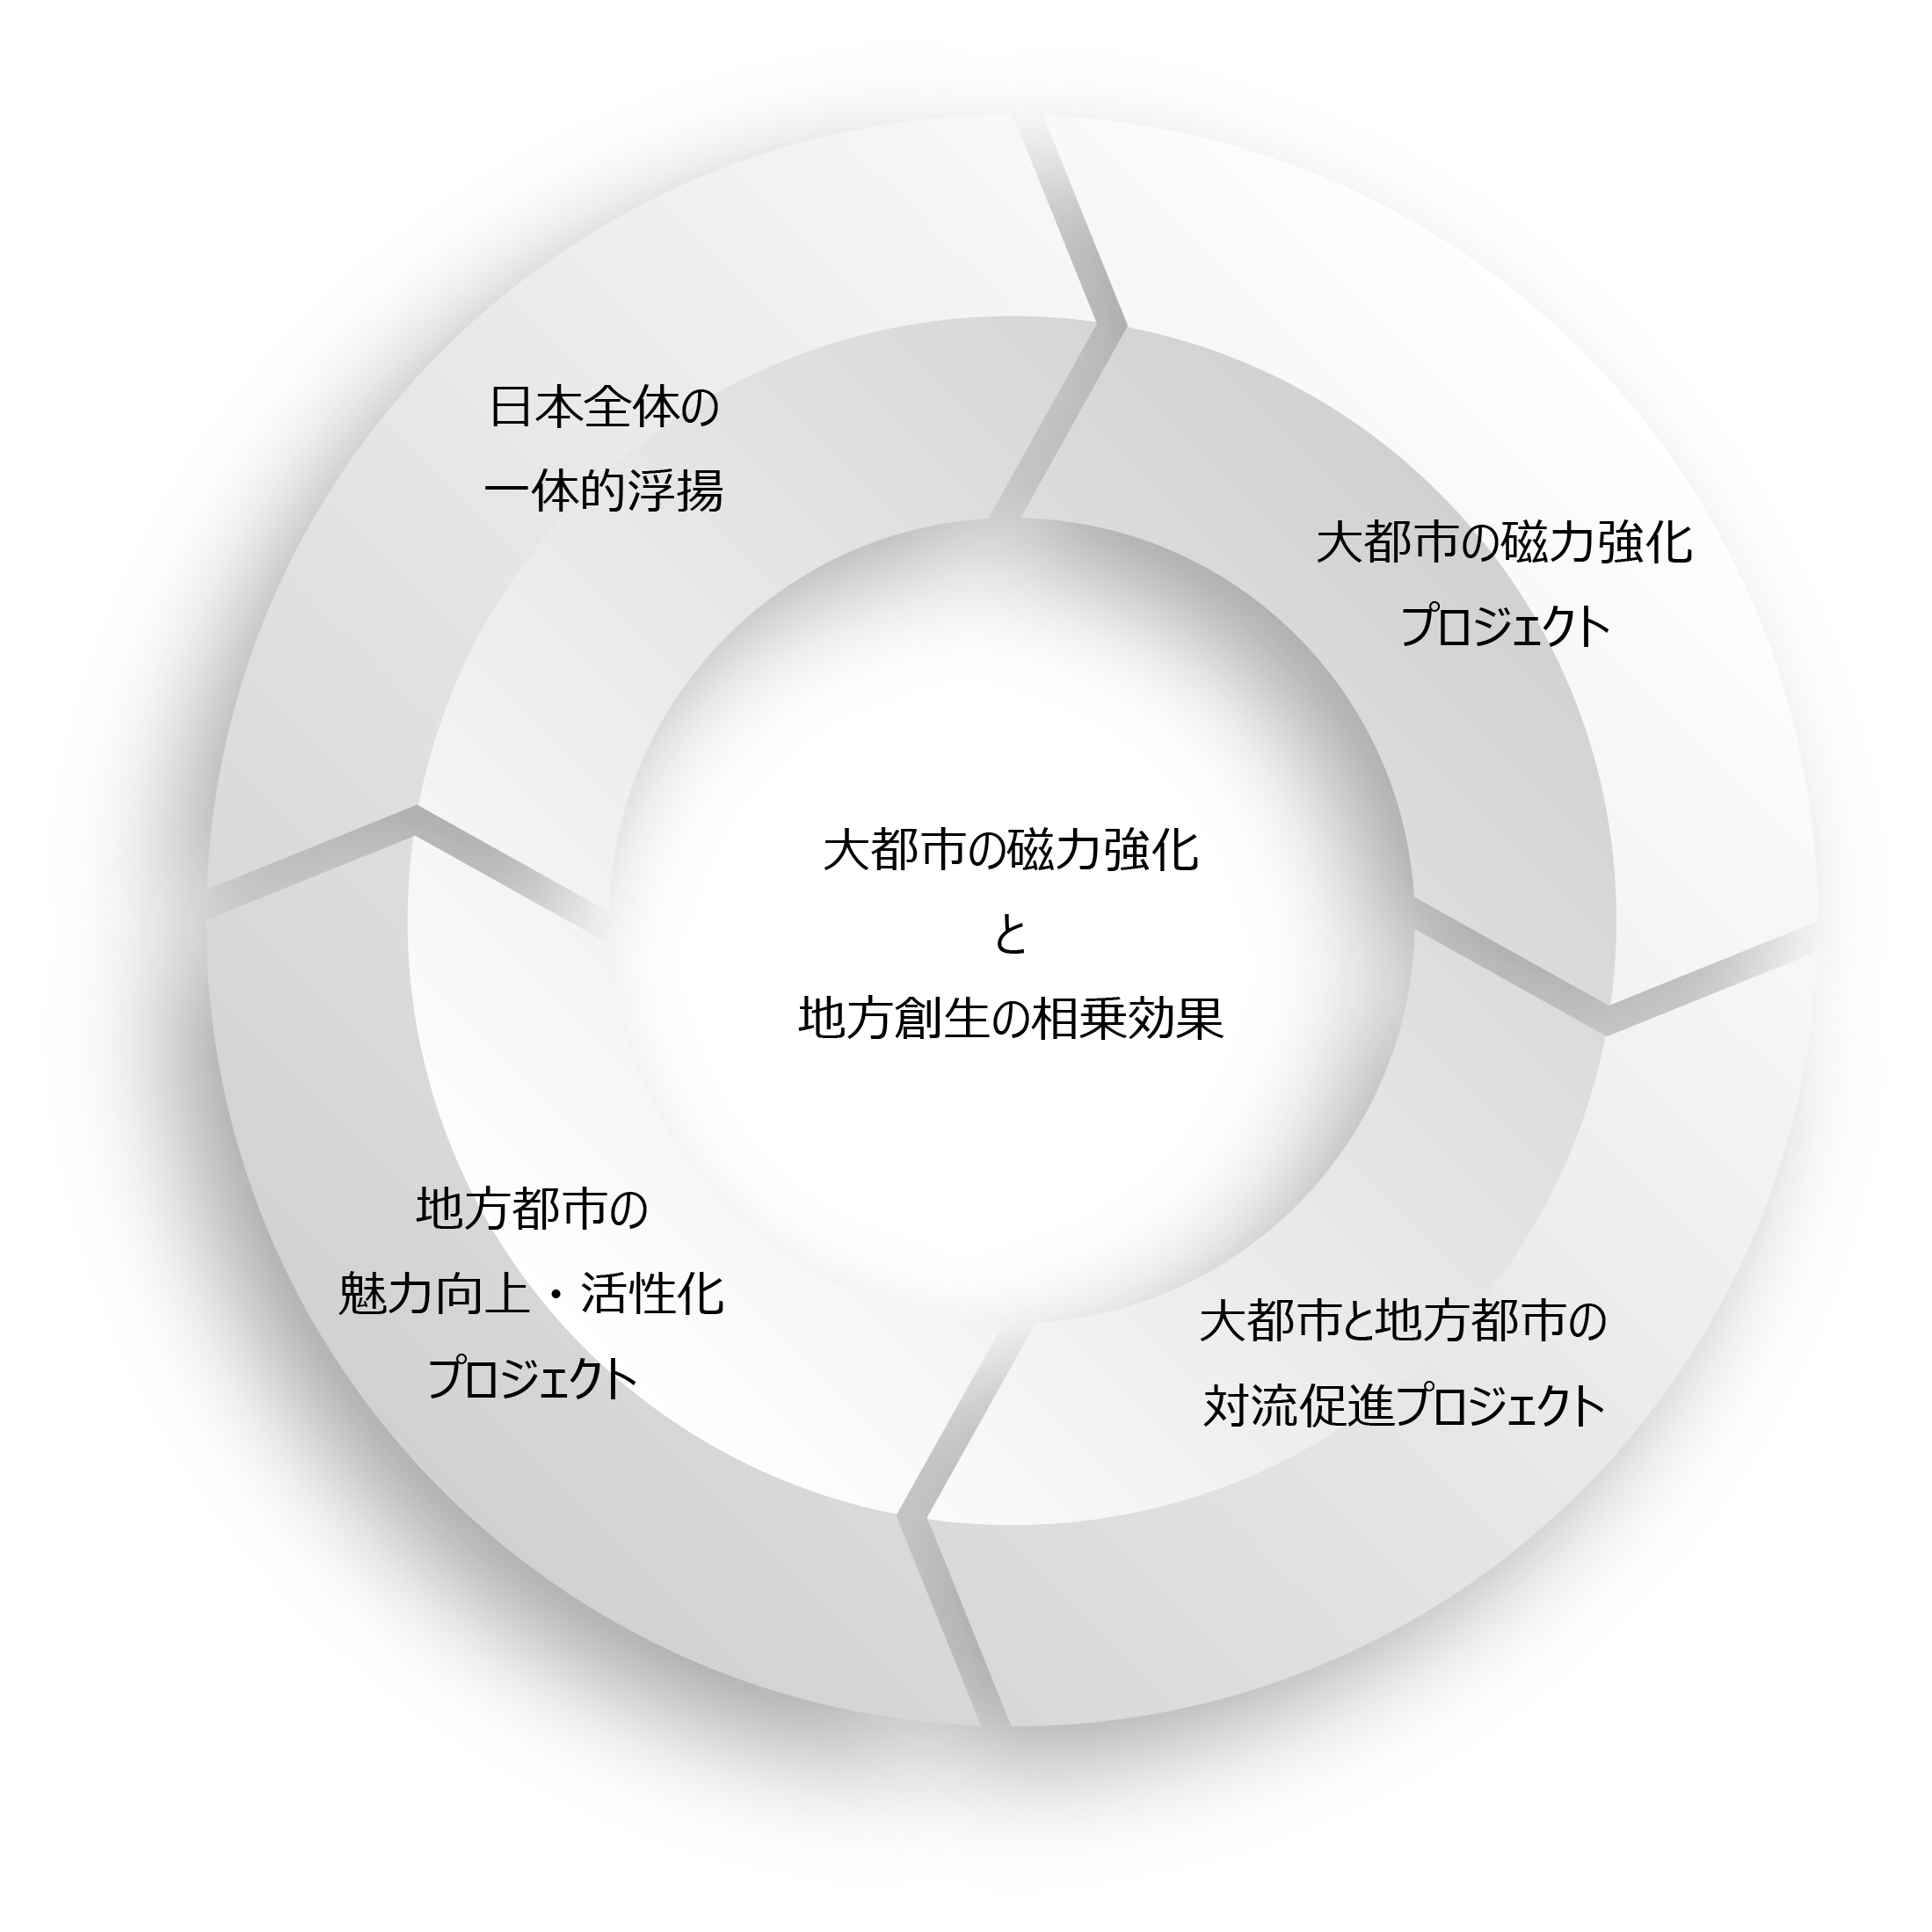 日本全体の
一体的浮揚
大都市の磁力強化
プロジェクト
大都市の磁力強化
と
地方創生の相乗効果
地方都市の
魅力向上・活性化
プロジェクト
大都市と地方都市の
対流促進プロジェクト